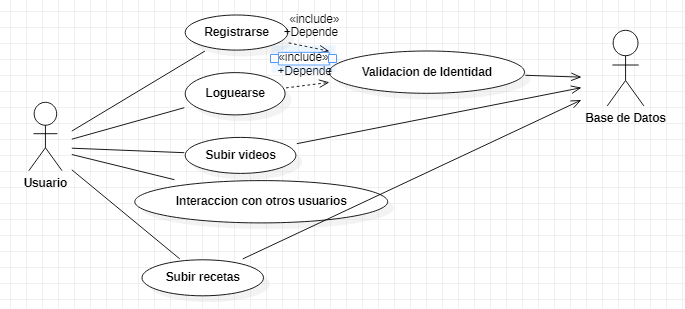 «include»
+Depende
Registrarse
«include»
+Depende
Validacion de Identidad
Loguearse
Base de Datos
Subir videos
Usuario
Interaccion con otros usuarios
Subir recetas